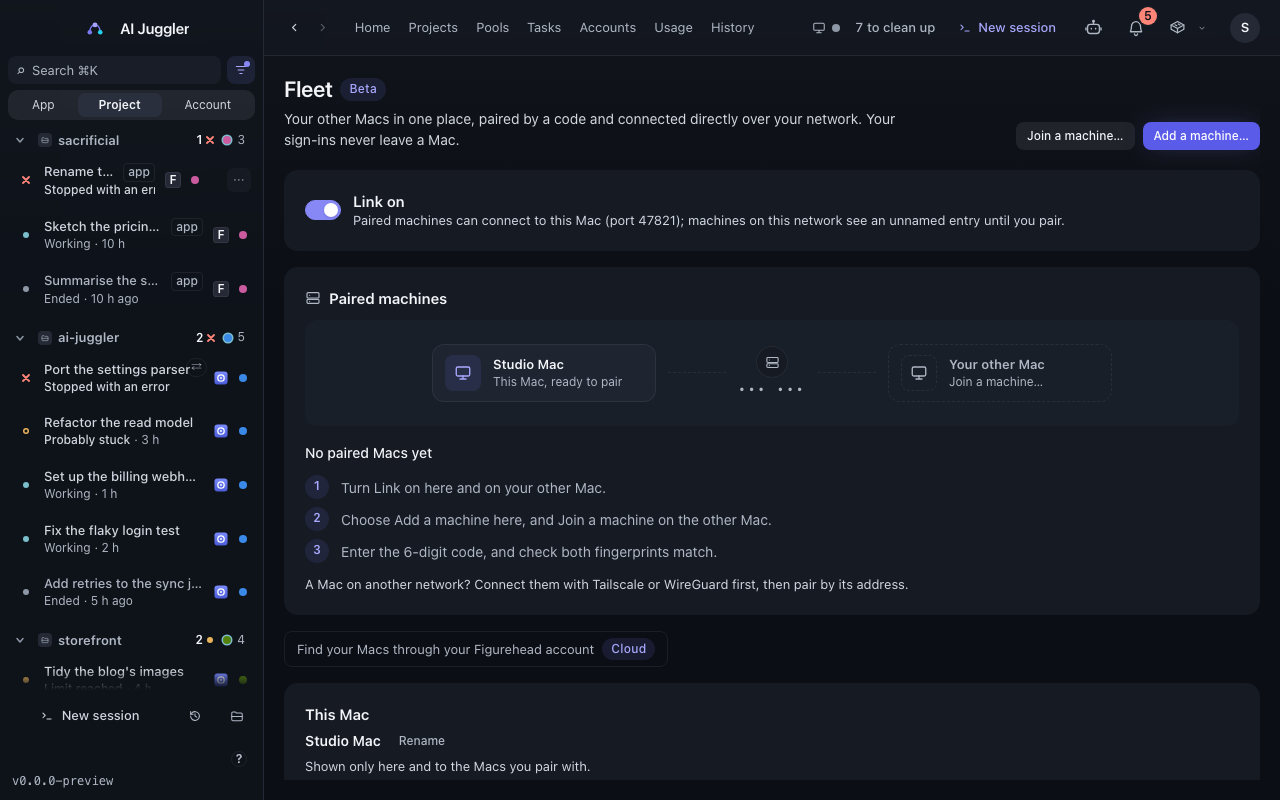 AI Juggler
Search ⌘K
App Project Account
sacrificial 1 3
Rename t... app F
Stopped with an err
Sketch the pricin... app F
Working · 10 h
Summarise the s... app F
Ended · 10 h ago
ai-juggler 2 5
Port the settings parser
Stopped with an error
Refactor the read model
Probably stuck · 3 h
Set up the billing webh...
Working · 1 h
Fix the flaky login test
Working · 2 h
Add retries to the sync j...
Ended · 5 h ago
storefront 2 4
Tidy the blog's images
Limit reached · 4 h
New session
?
v0.0.0-preview
Home Projects Pools Tasks Accounts Usage History 7 to clean up New session 5 S
Fleet Beta
Your other Macs in one place, paired by a code and connected directly over your network. Your
sign-ins never leave a Mac.
Join a machine... Add a machine...
Link on
Paired machines can connect to this Mac (port 47821); machines on this network see an unnamed entry until you pair.
Paired machines
Studio Mac
This Mac, ready to pair
Your other Mac
Join a machine...
No paired Macs yet
1 Turn Link on here and on your other Mac.
2 Choose Add a machine here, and Join a machine on the other Mac.
3 Enter the 6-digit code, and check both fingerprints match.
A Mac on another network? Connect them with Tailscale or WireGuard first, then pair by its address.
Find your Macs through your Figurehead account Cloud
This Mac
Studio Mac Rename
Shown only here and to the Macs you pair with.